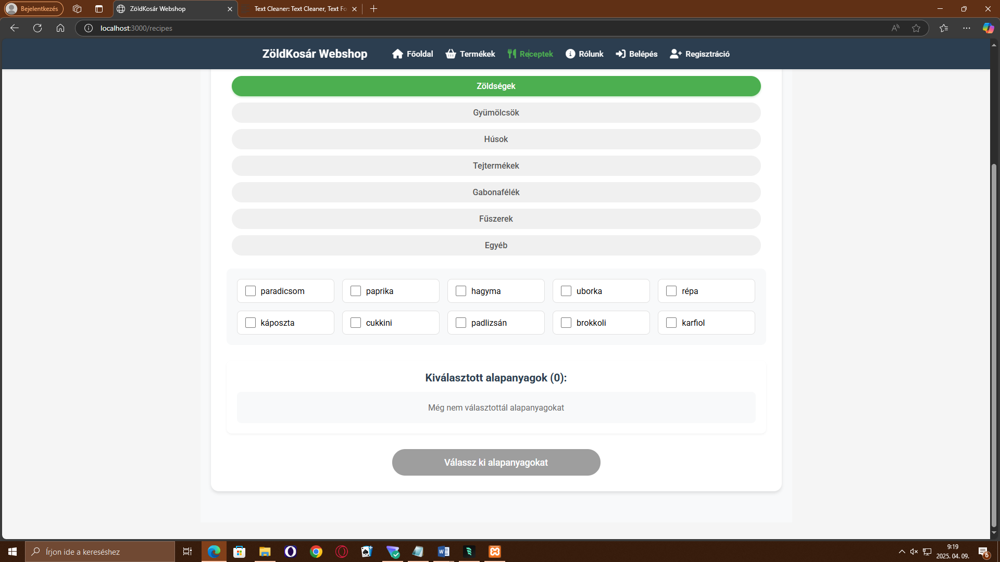 Bejelentkezés
ZöldKosár Webshop
Text Cleaner: Text Cleaner, Text Fo
localhost:3000/recipes
ZöldKosár Webshop
Főoldal
Termékek
Receptek
Rólunk
Belépés
Regisztráció
Zöldségek
Gyümölcsök
Húsok
Tejtermékek
Gabonafélék
Fűszerek
Egyéb
paradicsom
paprika
hagyma
uborka
répa
káposzta
cukkini
padlizsán
brokkoli
karfiol
Kiválasztott alapanyagok (0):
Még nem választottál alapanyagokat
Válassz ki alapanyagokat
Írjon ide a kereséshez
9:19
2025. 04. 09.
6